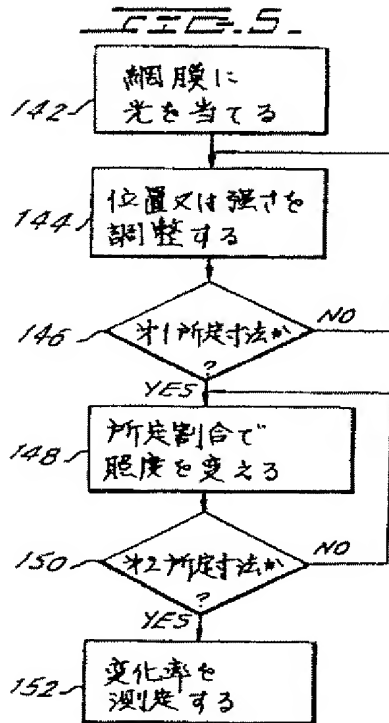 FIG.5.
142
網膜に
光を当てる
144
位置又は強さを
調整する
146
才1所定寸法か
?
NO
YES
148
所定割合で
照度を変える
150
才2所定寸法か
?
NO
YES
152
変化率を
測定する